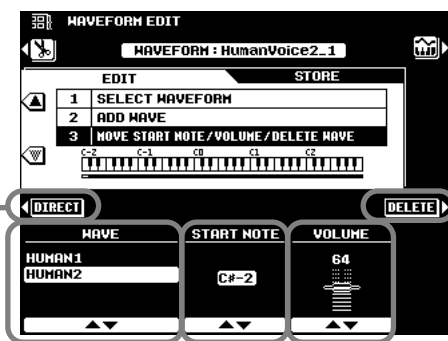 WAVEFORM EDIT
WAVEFORM : HumanVoice2_1
EDIT STORE
1 SELECT WAVEFORM
2 ADD WAVE
3 MOVE START NOTE/VOLUME/DELETE WAVE
C-2 C-1 C0 C1 C2
DIRECT DELETE
WAVE START NOTE VOLUME
HUMAN1 64
HUMAN2 C#-2